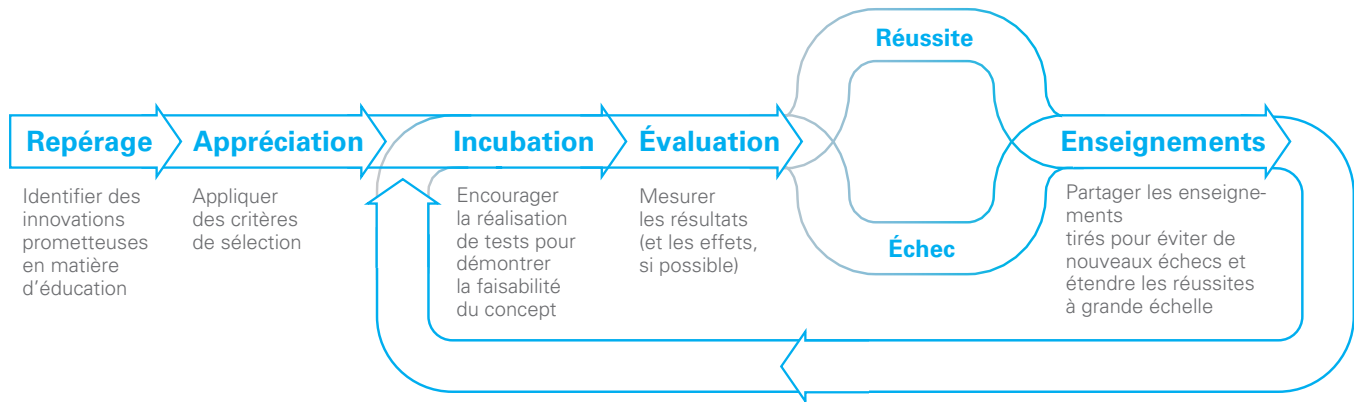 Repérage
Identifier des
innovations
prometteuses
en matière
d'éducation
Appréciation
Appliquer
des critères
de sélection
Incubation
Encourager
la réalisation
de tests pour
démontrer
la faisabilité
du concept
Évaluation
Mesurer
les résultats
(et les effets,
si possible)
Réussite
Échec
Enseignements
Partager les enseigne-
ments
tirés pour éviter de
nouveaux échecs et
étendre les réussites
à grande échelle